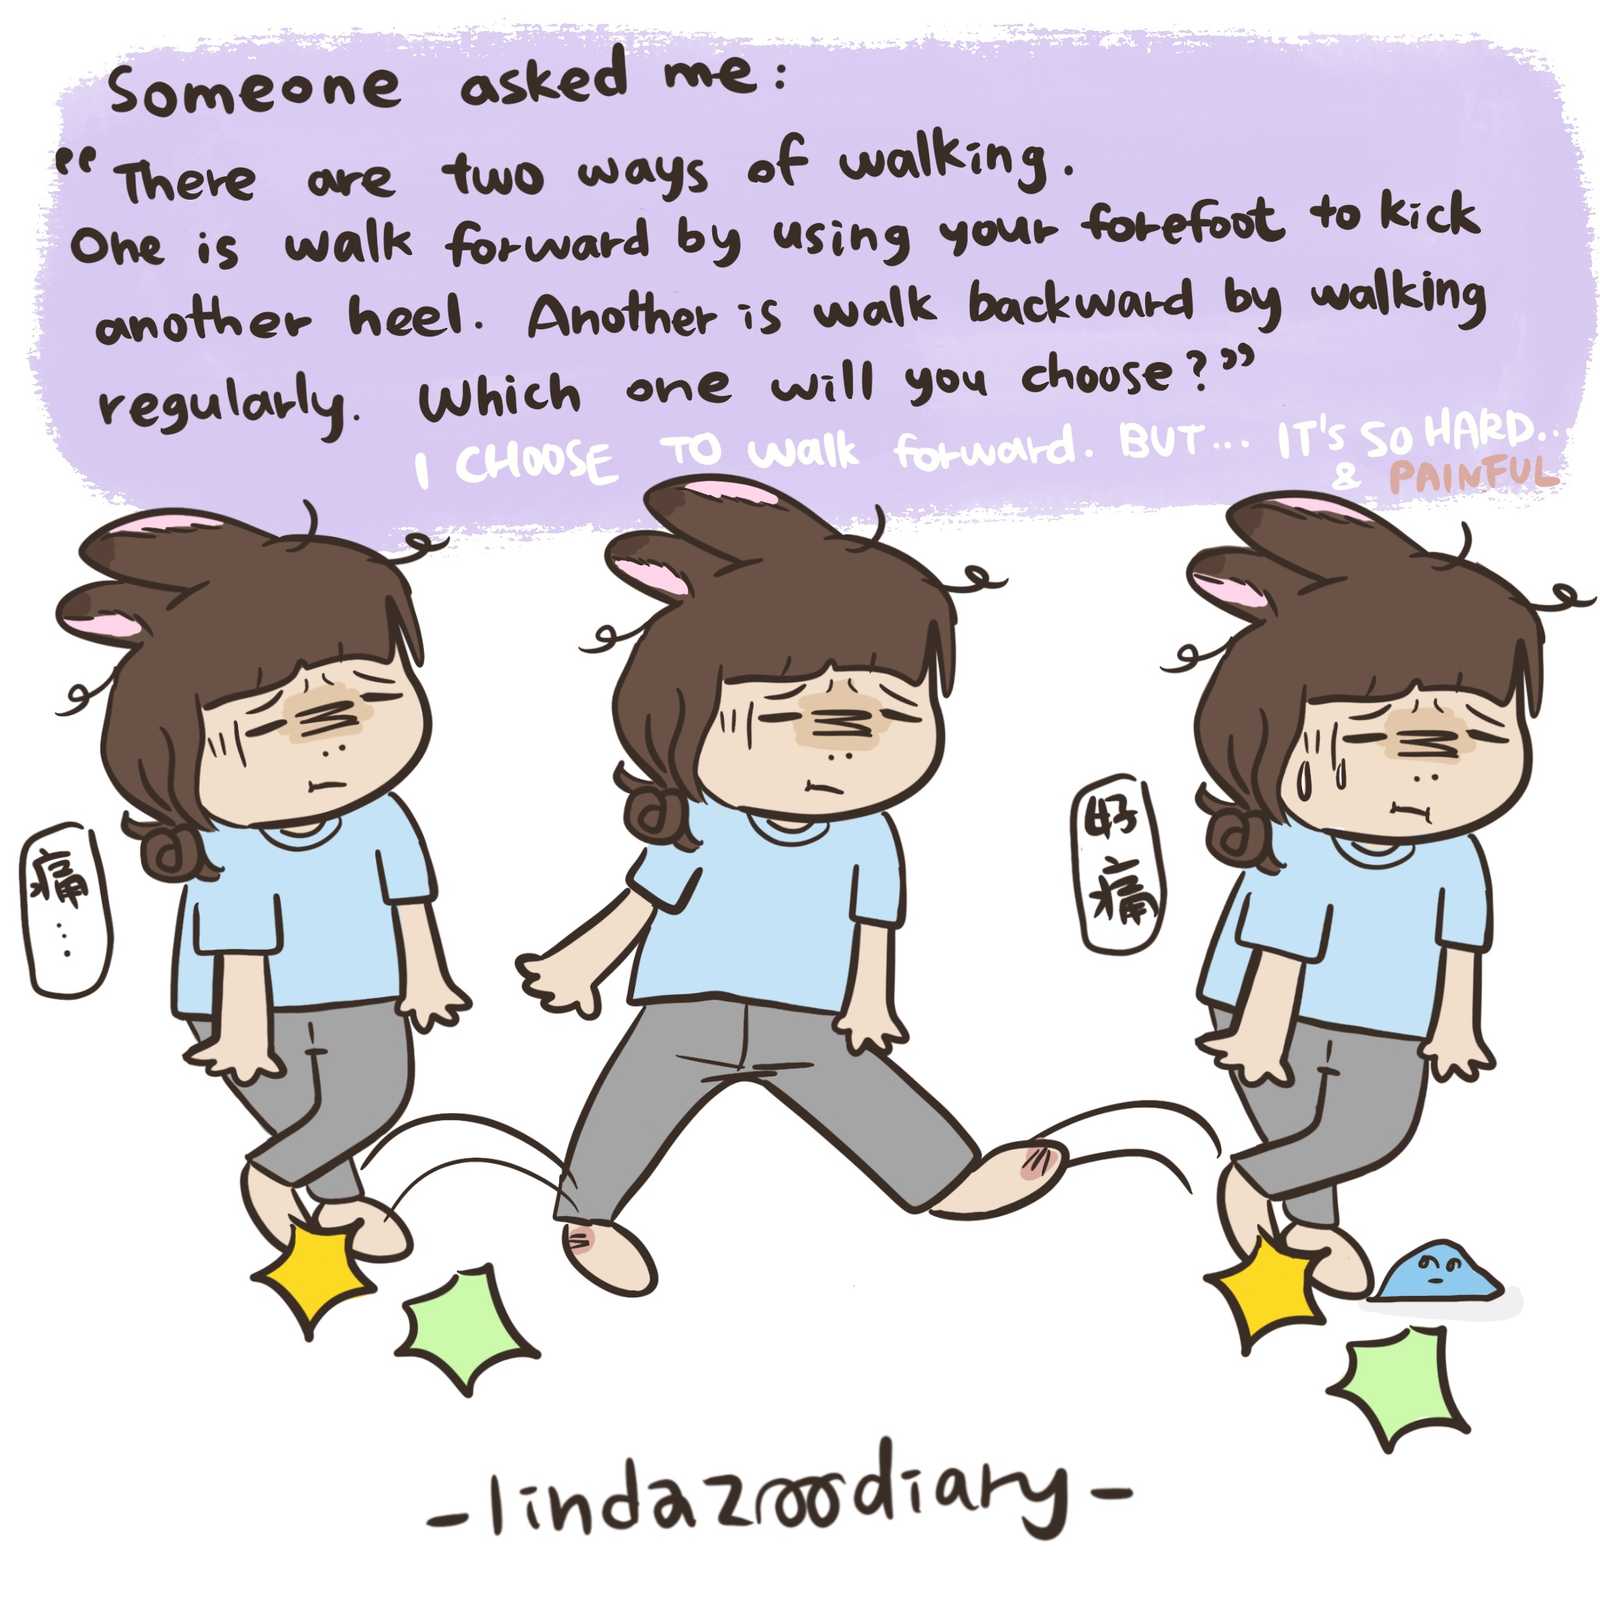 Someone asked me:
“There are two ways of walking.
One is walk forward by using your forefoot to kick
another heel. Another is walk backward by walking
regularly. Which one will you choose?”
I CHOOSE TO walk forward. BUT... IT'S SO HARD...
& PAINFUL
痛...
好痛
-lindazoodiary-